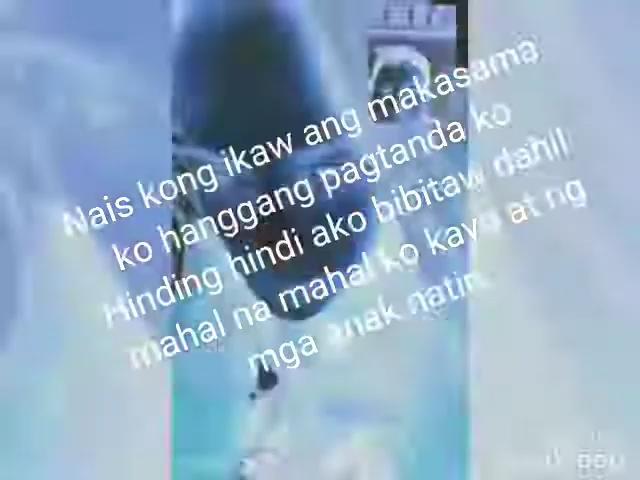 Nais kong ikaw ang makasama
ko hanggang pagtanda ko
Hinding hindi ako bibitaw dahil
mahal na mahal ko kayo at ng
mga anak natin